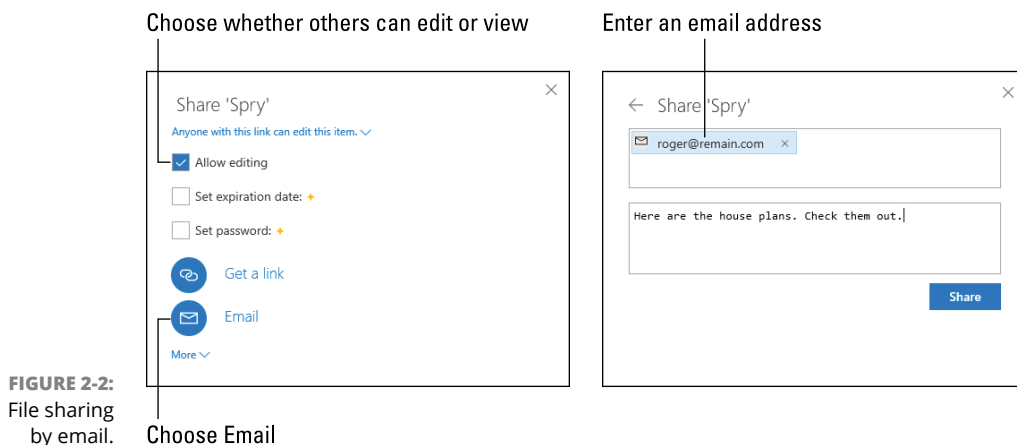 Choose whether others can edit or view
Share 'Spry'
Anyone with this link can edit this item.
Allow editing
Set expiration date:
Set password:
Get a link
Email
More
Choose Email
Enter an email address
Share 'Spry'
roger@remain.com ×
Here are the house plans. Check them out.
Share
FIGURE 2-2:
File sharing
by email.